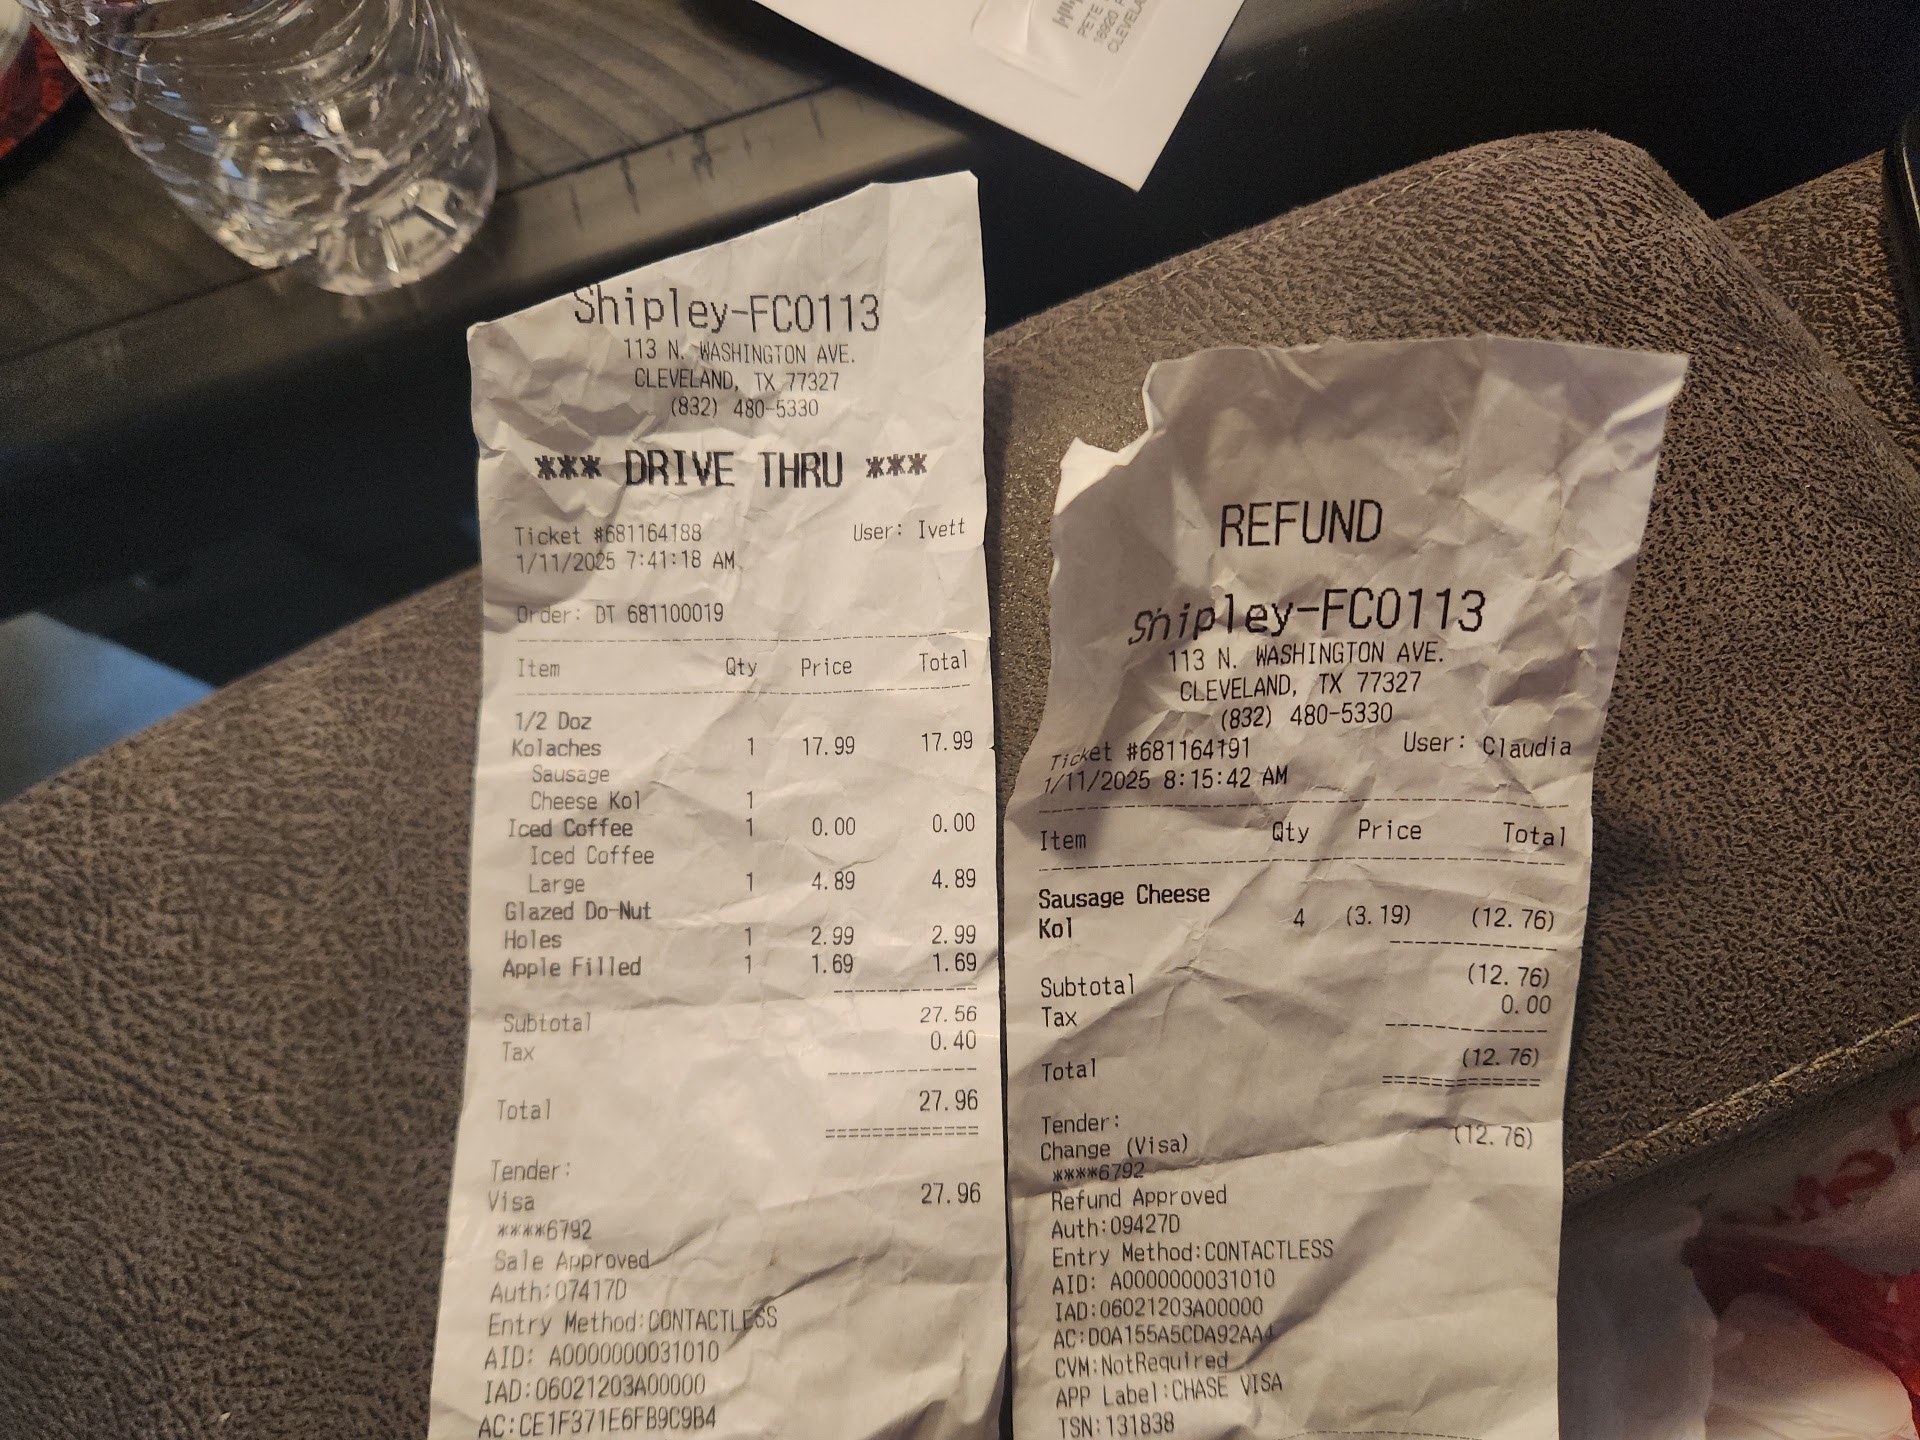 PETE
18920
CLEVELA
Shipley-FC0113
113 N. WASHINGTON AVE.
CLEVELAND, TX 77327
(832) 480-5330
*** DRIVE THRU ***
Ticket #681164188 User: Ivett
1/11/2025 7:41:18 AM
Order: DT 681100019
Item Qty Price Total
1/2 Doz
Kolaches 1 17.99 17.99
Sausage
Cheese Kol 1
Iced Coffee 1 0.00 0.00
Iced Coffee
Large 1 4.89 4.89
Glazed Do-Nut
Holes 1 2.99 2.99
Apple Filled 1 1.69 1.69
Subtotal 27.56
Tax 0.40
Total 27.96
Tender:
Visa 27.96
****6792
Sale Approved
Auth:07417D
Entry Method:CONTACTLESS
AID: A0000000031010
IAD:06021203A00000
AC:CE1F371E6FB9C9B4
REFUND
Shipley-FC0113
113 N. WASHINGTON AVE.
CLEVELAND, TX 77327
(832) 480-5330
Ticket #681164191 User: Claudia
1/11/2025 8:15:42 AM
Item Qty Price Total
Sausage Cheese
Kol 4 (3.19) (12.76)
Subtotal (12.76)
Tax 0.00
Total (12.76)
Tender:
Change (Visa) (12.76)
****6792
Refund Approved
Auth:09427D
Entry Method:CONTACTLESS
AID: A0000000031010
IAD:06021203A00000
AC:D0A155A5CDA92AA4
CVM:NotRequired
APP Label:CHASE VISA
TSN:131838